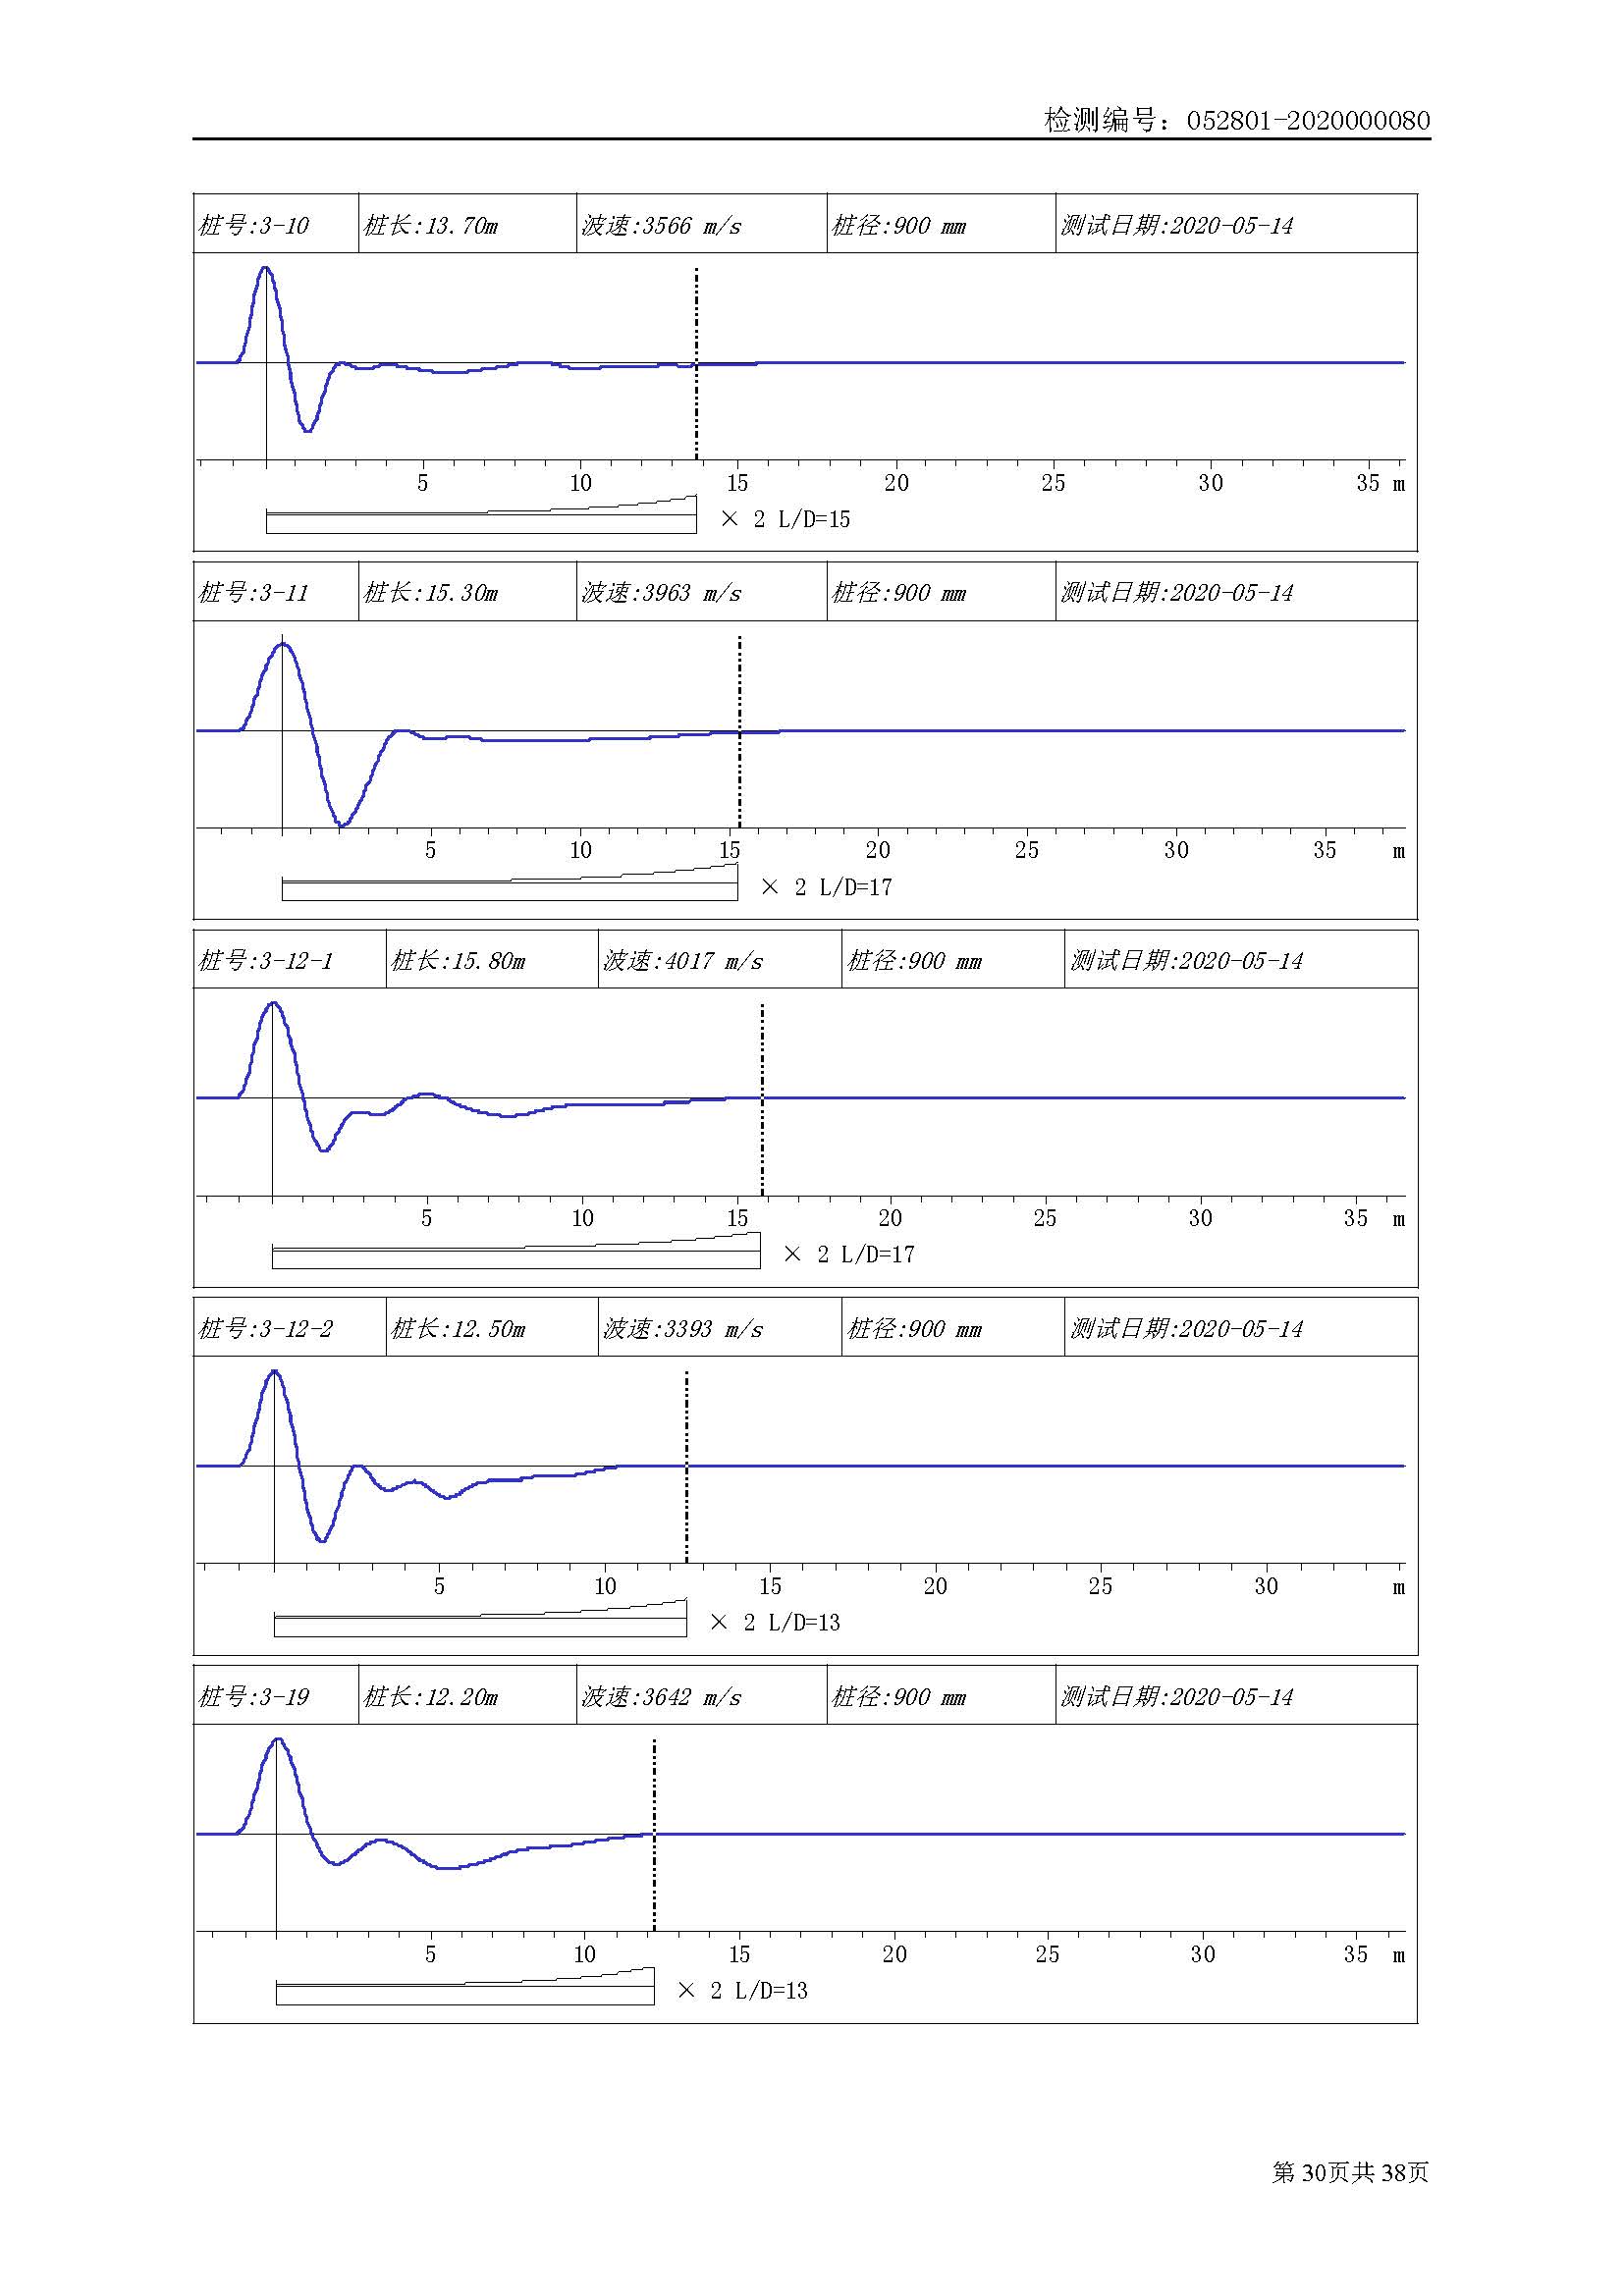 检测编号：052801-2020000080
桩号:3-10 桩长:13.70m 波速:3566 m/s 桩径:900 mm 测试日期:2020-05-14
5 10 15 20 25 30 35 m
× 2 L/D=15
桩号:3-11 桩长:15.30m 波速:3963 m/s 桩径:900 mm 测试日期:2020-05-14
5 10 15 20 25 30 35 m
× 2 L/D=17
桩号:3-12-1 桩长:15.80m 波速:4017 m/s 桩径:900 mm 测试日期:2020-05-14
5 10 15 20 25 30 35 m
× 2 L/D=17
桩号:3-12-2 桩长:12.50m 波速:3393 m/s 桩径:900 mm 测试日期:2020-05-14
5 10 15 20 25 30 m
× 2 L/D=13
桩号:3-19 桩长:12.20m 波速:3642 m/s 桩径:900 mm 测试日期:2020-05-14
5 10 15 20 25 30 35 m
× 2 L/D=13
第 30页共 38页